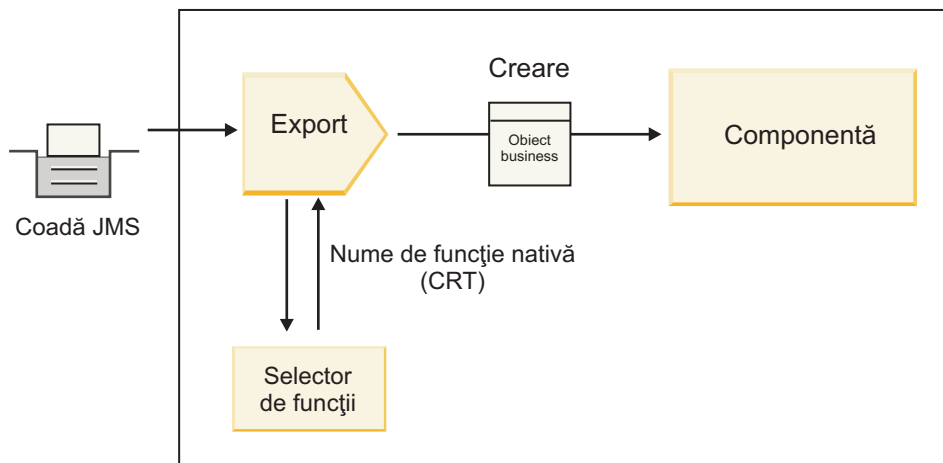 Creare
Export
Obiect
business
Componentă
Coadă JMS
Nume de funcţie nativă
(CRT)
Selector
de funcţii